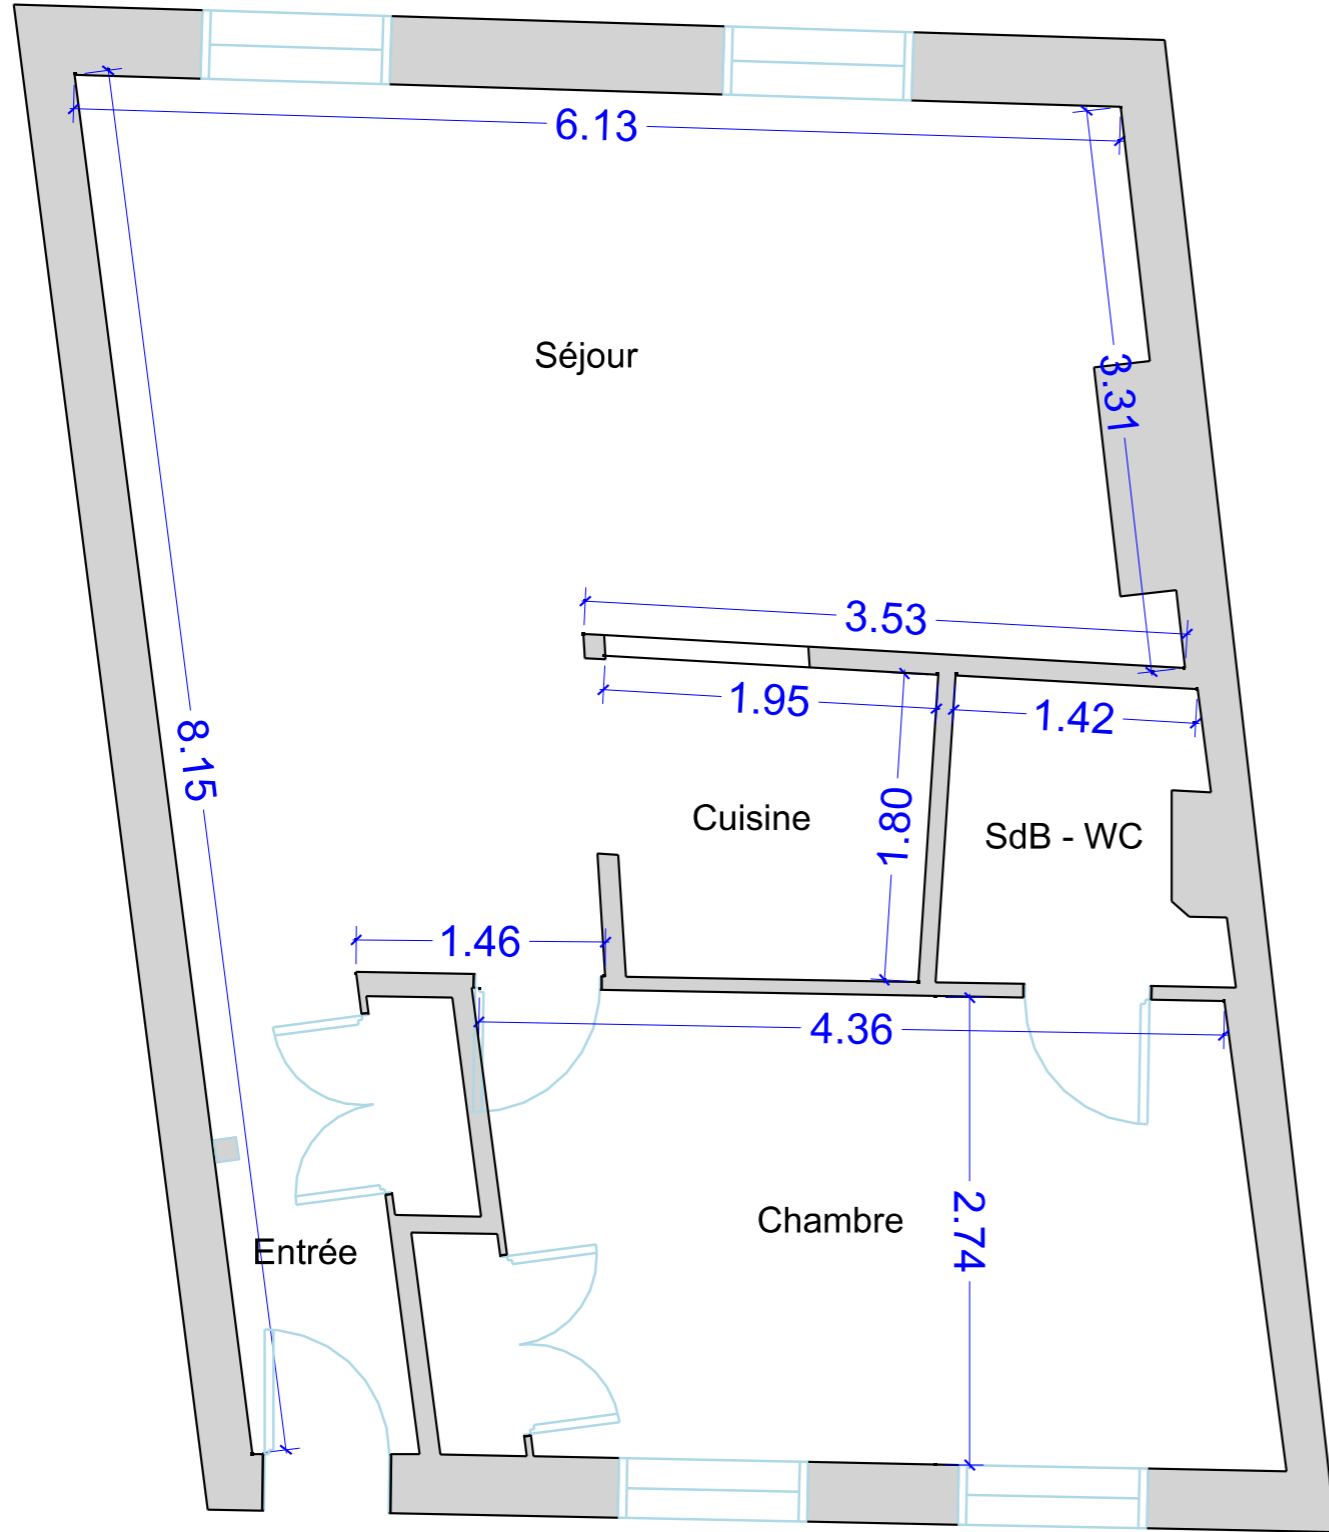 6.13
Séjour
3.31
3.53
1.95
1.42
8.15
Cuisine
1.80
SdB - WC
1.46
4.36
Chambre
2.74
Entrée